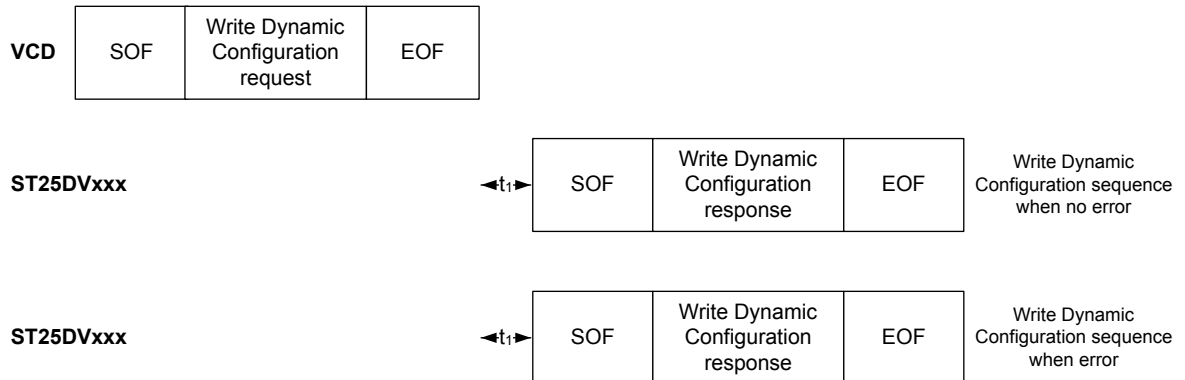 VCD
SOF
Write Dynamic
Configuration
request
EOF
ST25DVxxx
t1
SOF
Write Dynamic
Configuration
response
EOF
Write Dynamic
Configuration sequence
when no error
ST25DVxxx
t1
SOF
Write Dynamic
Configuration
response
EOF
Write Dynamic
Configuration sequence
when error